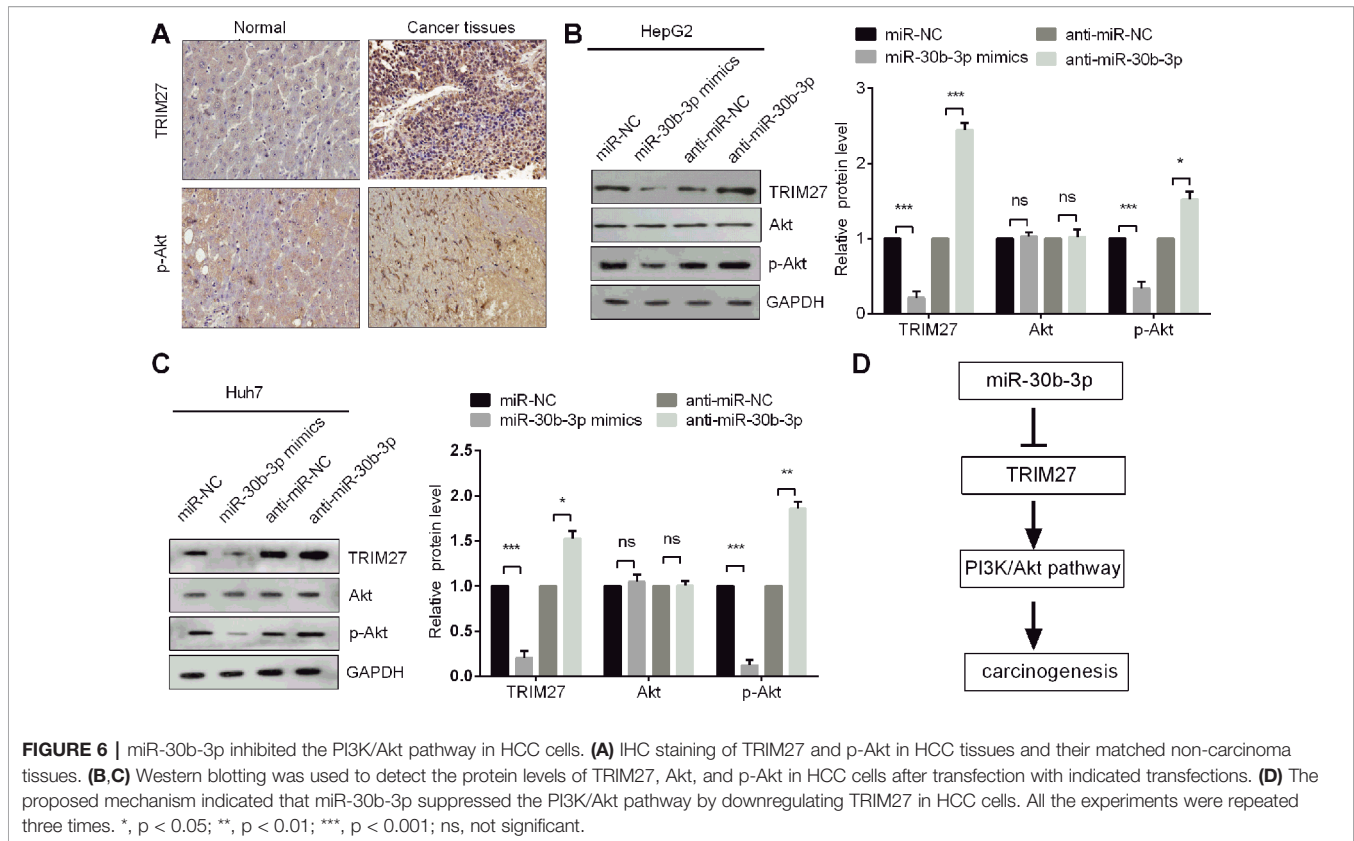 A
Normal
Cancer tissues
TRIM27
p-Akt
B
HepG2
miR-NC
miR-30b-3p mimics
anti-miR-NC
anti-miR-30b-3p
TRIM27
Akt
p-Akt
GAPDH
miR-NC
anti-miR-NC
miR-30b-3p mimics
anti-miR-30b-3p
Relative protein level
3
2
1
0
***
***
ns
ns
***
*
TRIM27
Akt
p-Akt
C
Huh7
miR-NC
miR-30b-3p mimics
anti-miR-NC
anti-miR-30b-3p
TRIM27
Akt
p-Akt
GAPDH
miR-NC
anti-miR-NC
miR-30b-3p mimics
anti-miR-30b-3p
Relative protein level
2.5
2.0
1.5
1.0
0.5
0.0
***
*
ns
ns
***
**
TRIM27
Akt
p-Akt
D
miR-30b-3p
TRIM27
PI3K/Akt pathway
carcinogenesis
FIGURE 6 | miR-30b-3p inhibited the PI3K/Akt pathway in HCC cells. (A) IHC staining of TRIM27 and p-Akt in HCC tissues and their matched non-carcinoma
tissues. (B,C) Western blotting was used to detect the protein levels of TRIM27, Akt, and p-Akt in HCC cells after transfection with indicated transfections. (D) The
proposed mechanism indicated that miR-30b-3p suppressed the PI3K/Akt pathway by downregulating TRIM27 in HCC cells. All the experiments were repeated
three times. *, p < 0.05; **, p < 0.01; ***, p < 0.001; ns, not significant.